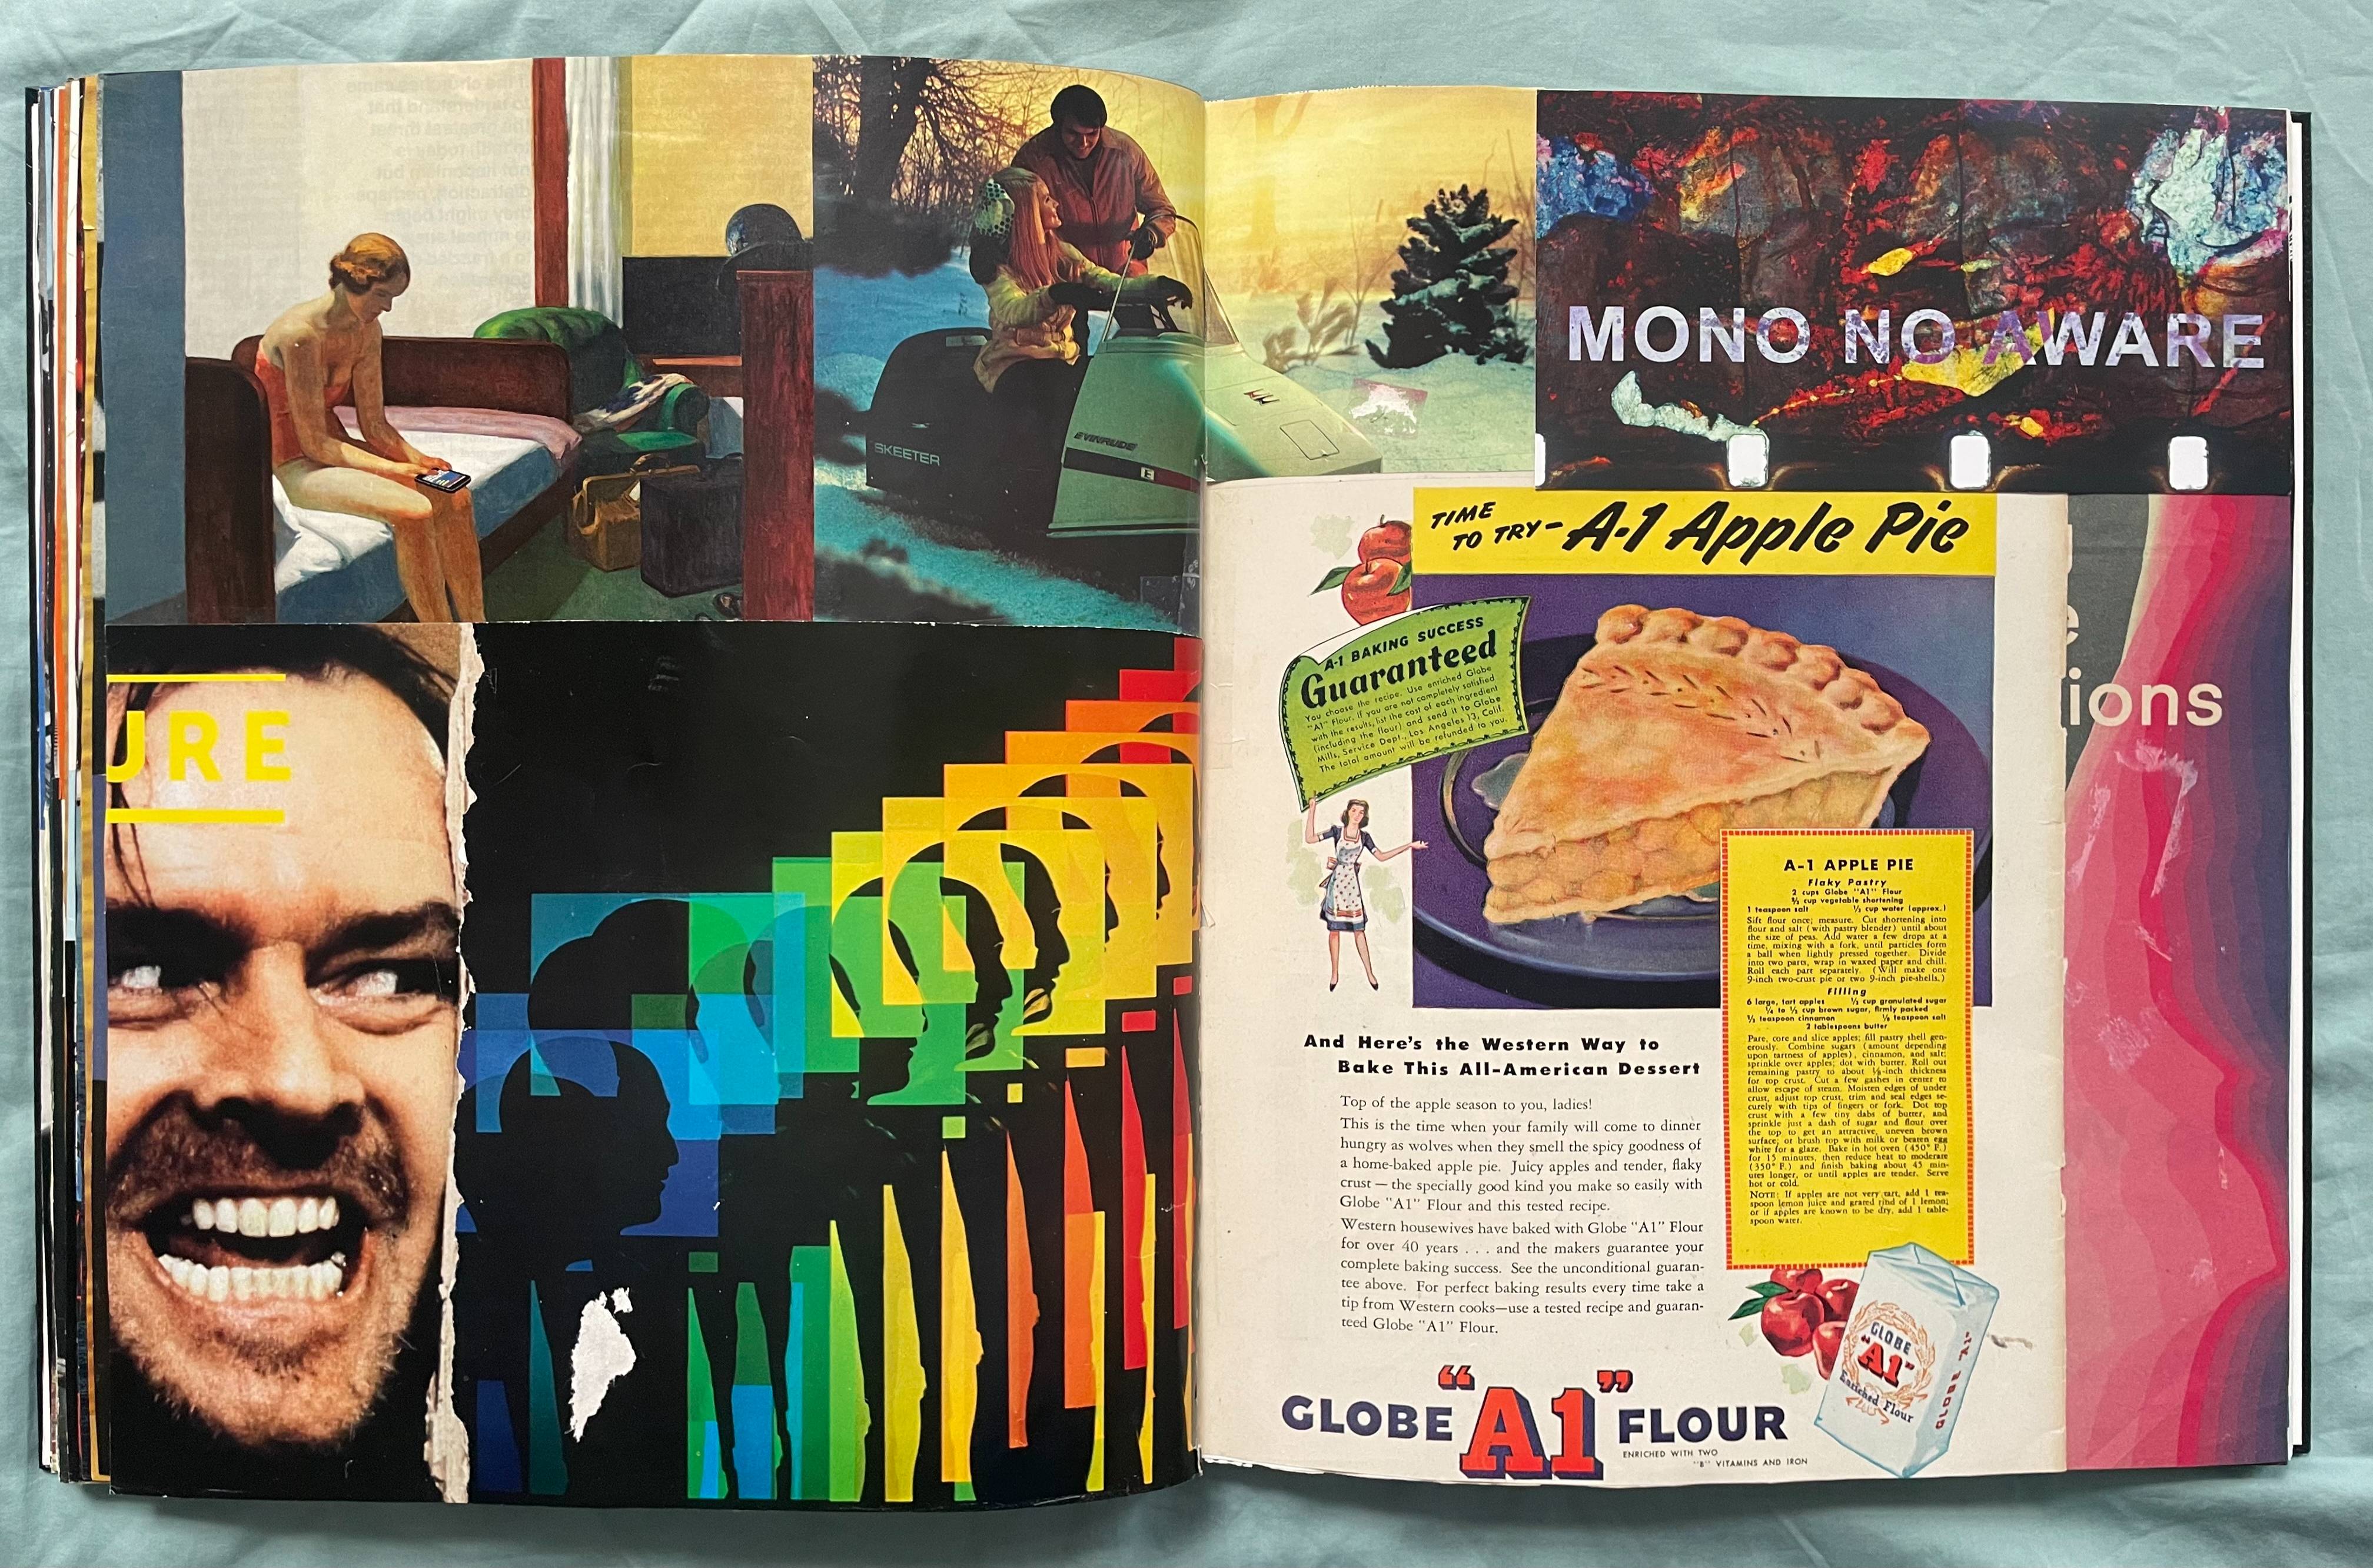 SKEETER
EVINRUDE
E
URE
MONO NO AWARE
TIME
TO TRY— A-1 Apple Pie
A-1 BAKING SUCCESS
Guaranteed
You choose the recipe. Use enriched Globe
"A1" Flour. If you are not completely satisfied
with the results, list the cost of each ingredient
(including the flour) and send it to Globe
Mills, Service Dept., Los Angeles 13, Calif.
The total amount will be refunded to you.
e
ions
A-1 APPLE PIE
Flaky Pastry
2 cups Globe "A1" Flour
⅔ cup vegetable shortening
1 teaspoon salt ⅓ cup water (approx.)
Sift flour once; measure. Cut shortening into
flour and salt (with pastry blender) until about
the size of peas. Add water a few drops at a
time, mixing with a fork, until particles form
a ball when lightly pressed together. Divide
into two parts, wrap in waxed paper and chill.
Roll each part separately. (Will make one
9-inch two-crust pie or two 9-inch pie-shells.)
Filling
6 large, tart apples ½ cup granulated sugar
¼ to ½ cup brown sugar, firmly packed
½ teaspoon cinnamon ⅛ teaspoon salt
2 tablespoons butter
Pare, core and slice apples; fill pastry shell gen-
erously. Combine sugars (amount depending
upon tartness of apples), cinnamon, and salt;
sprinkle over apples; dot with butter. Roll out
remaining pastry to about ⅛-inch thickness
for top crust. Cut a few gashes in center to
allow escape of steam. Moisten edges of under
crust, adjust top crust, trim and seal edges se-
curely with tips of fingers or fork. Dot top
crust with a few tiny dabs of butter, and
sprinkle just a dash of sugar and flour over
the top to get an attractive, uneven brown
surface; or brush top with milk or beaten egg
white for a glaze. Bake in hot oven (450° F.)
for 15 minutes, then reduce heat to moderate
(350° F.) and finish baking about 45 min-
utes longer, or until apples are tender. Serve
hot or cold.
NOTE: If apples are not very tart, add 1 tea-
spoon lemon juice and grated rind of 1 lemon;
or if apples are known to be dry, add 1 table-
spoon water.
And Here's the Western Way to
Bake This All-American Dessert
Top of the apple season to you, ladies!
This is the time when your family will come to dinner
hungry as wolves when they smell the spicy goodness of
a home-baked apple pie. Juicy apples and tender, flaky
crust — the specially good kind you make so easily with
Globe "A1" Flour and this tested recipe.
Western housewives have baked with Globe "A1" Flour
for over 40 years . . . and the makers guarantee your
complete baking success. See the unconditional guaran-
tee above. For perfect baking results every time take a
tip from Western cooks—use a tested recipe and guaran-
teed Globe "A1" Flour.
GLOBE "A1" FLOUR
ENRICHED WITH TWO
"B" VITAMINS AND IRON
GLOBE
"A1"
Enriched Flour
GLOBE "A1"